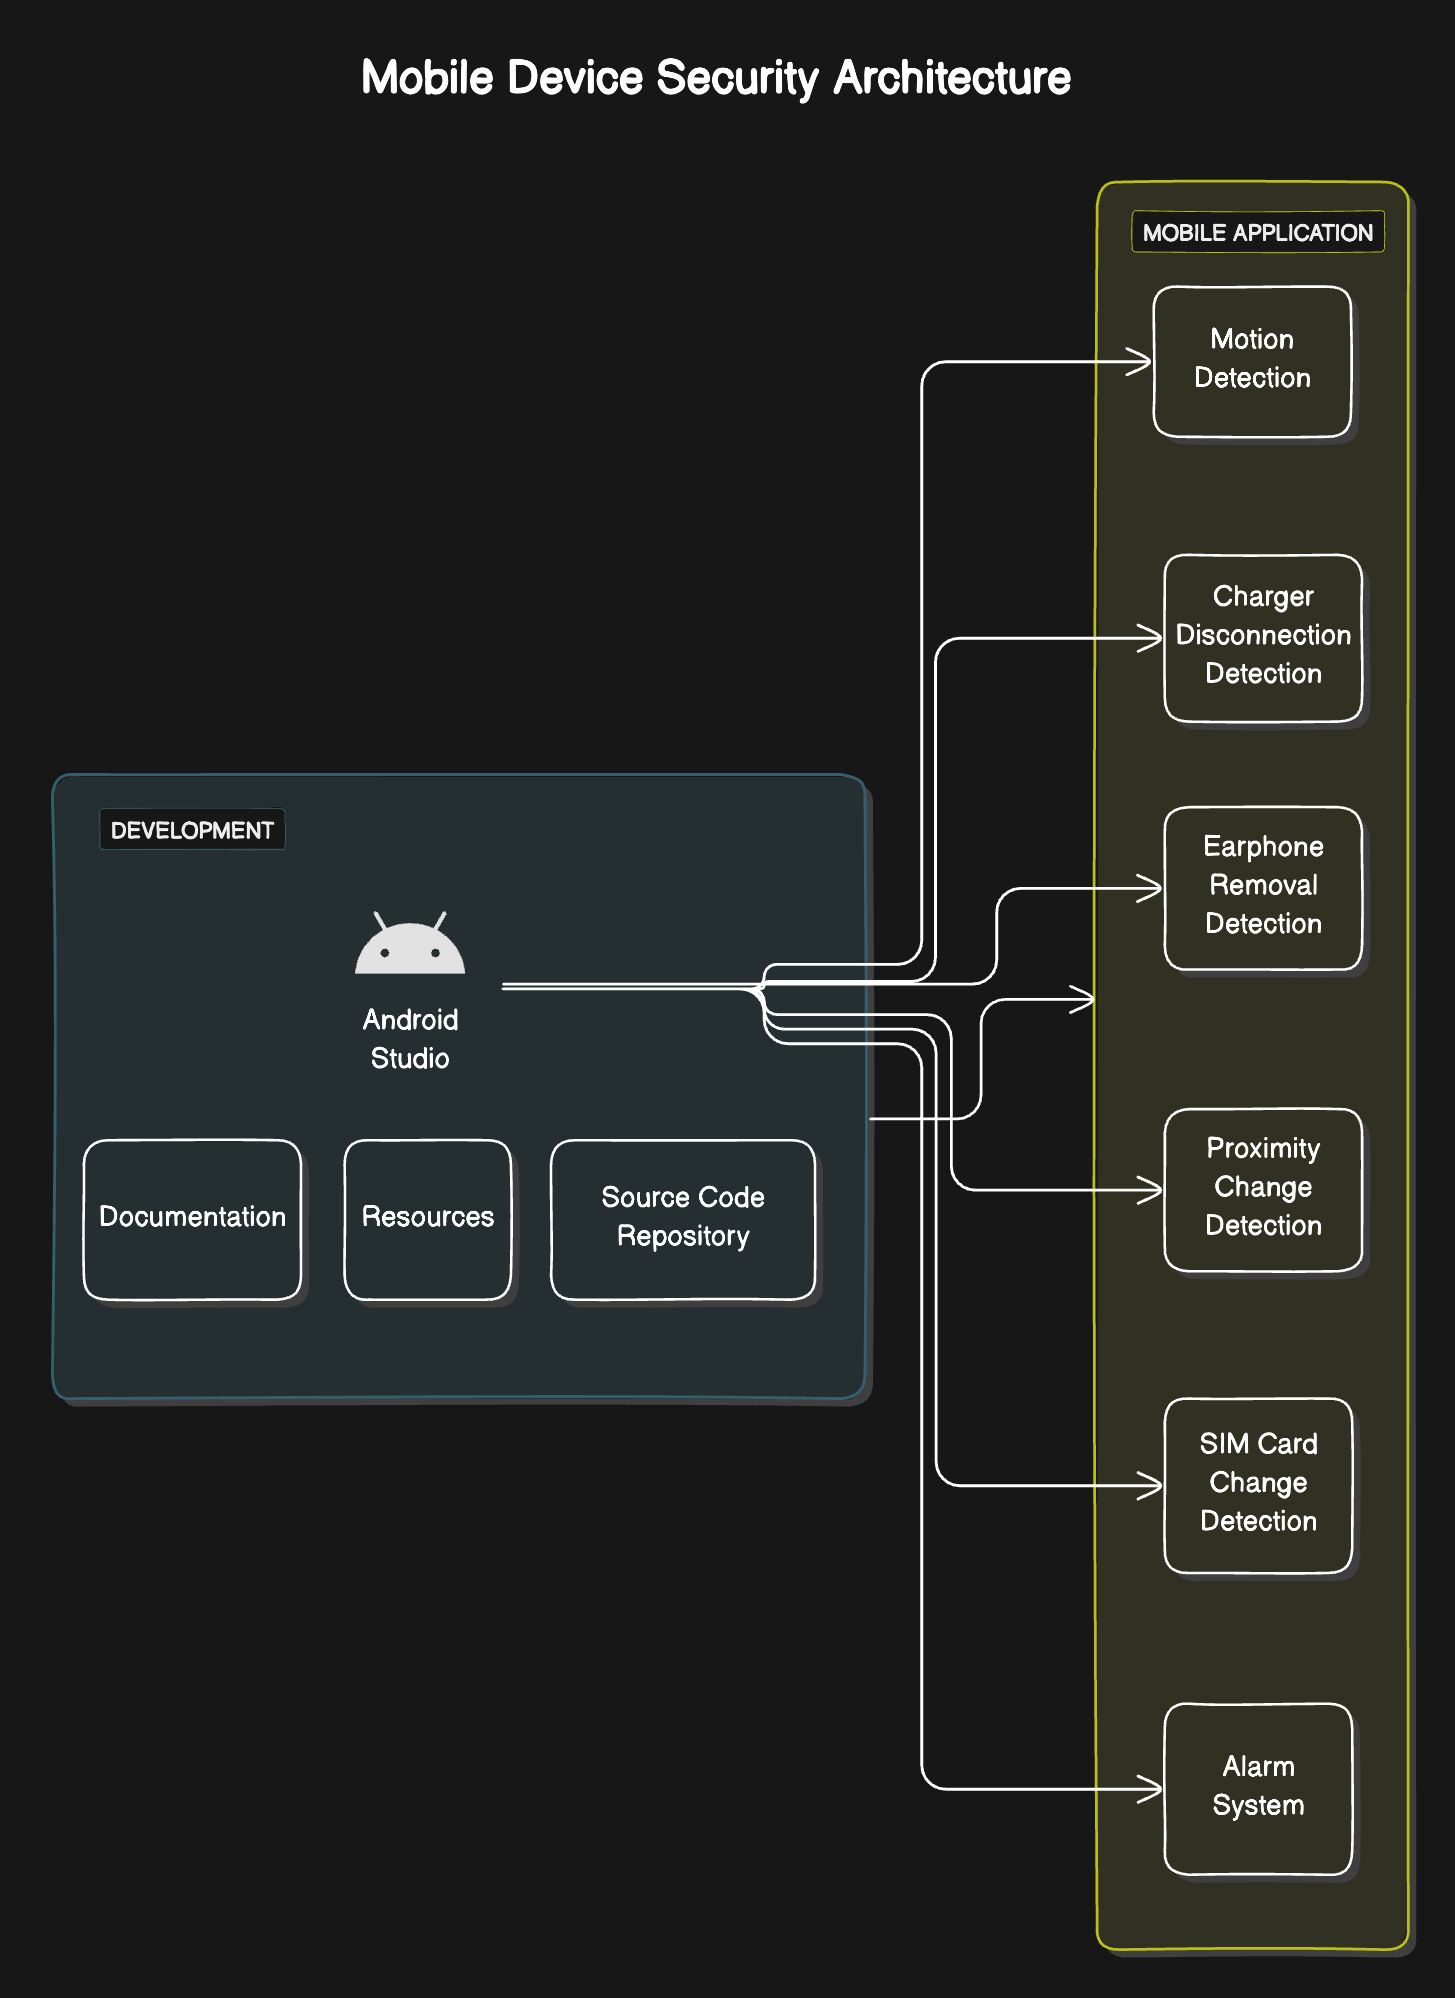 Mobile Device Security Architecture
MOBILE APPLICATION
Motion
Detection
Charger
Disconnection
Detection
Earphone
Removal
Detection
Proximity
Change
Detection
SIM Card
Change
Detection
Alarm
System
DEVELOPMENT
Android
Studio
Documentation
Resources
Source Code
Repository